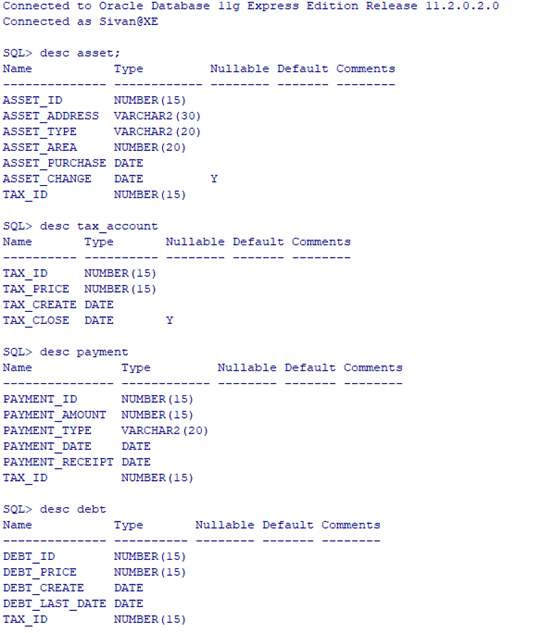 Connected to Oracle Database 11g Express Edition Release 11.2.0.2.0
Connected as Sivan@XE
SQL> desc asset;
Name           Type         Nullable Default Comments
-------------- ------------ -------- ------- --------
ASSET_ID       NUMBER(15)
ASSET_ADDRESS  VARCHAR2(30)
ASSET_TYPE     VARCHAR2(20)
ASSET_AREA     NUMBER(20)
ASSET_PURCHASE DATE
ASSET_CHANGE   DATE         Y
TAX_ID         NUMBER(15)
SQL> desc tax_account
Name       Type       Nullable Default Comments
---------- ---------- -------- ------- --------
TAX_ID     NUMBER(15)
TAX_PRICE  NUMBER(15)
TAX_CREATE DATE
TAX_CLOSE  DATE       Y
SQL> desc payment
Name            Type         Nullable Default Comments
--------------- ------------ -------- ------- --------
PAYMENT_ID      NUMBER(15)
PAYMENT_AMOUNT  NUMBER(15)
PAYMENT_TYPE    VARCHAR2(20)
PAYMENT_DATE    DATE
PAYMENT_RECEIPT DATE
TAX_ID          NUMBER(15)
SQL> desc debt
Name           Type       Nullable Default Comments
-------------- ---------- -------- ------- --------
DEBT_ID        NUMBER(15)
DEBT_PRICE     NUMBER(15)
DEBT_CREATE    DATE
DEBT_LAST_DATE DATE
TAX_ID         NUMBER(15)